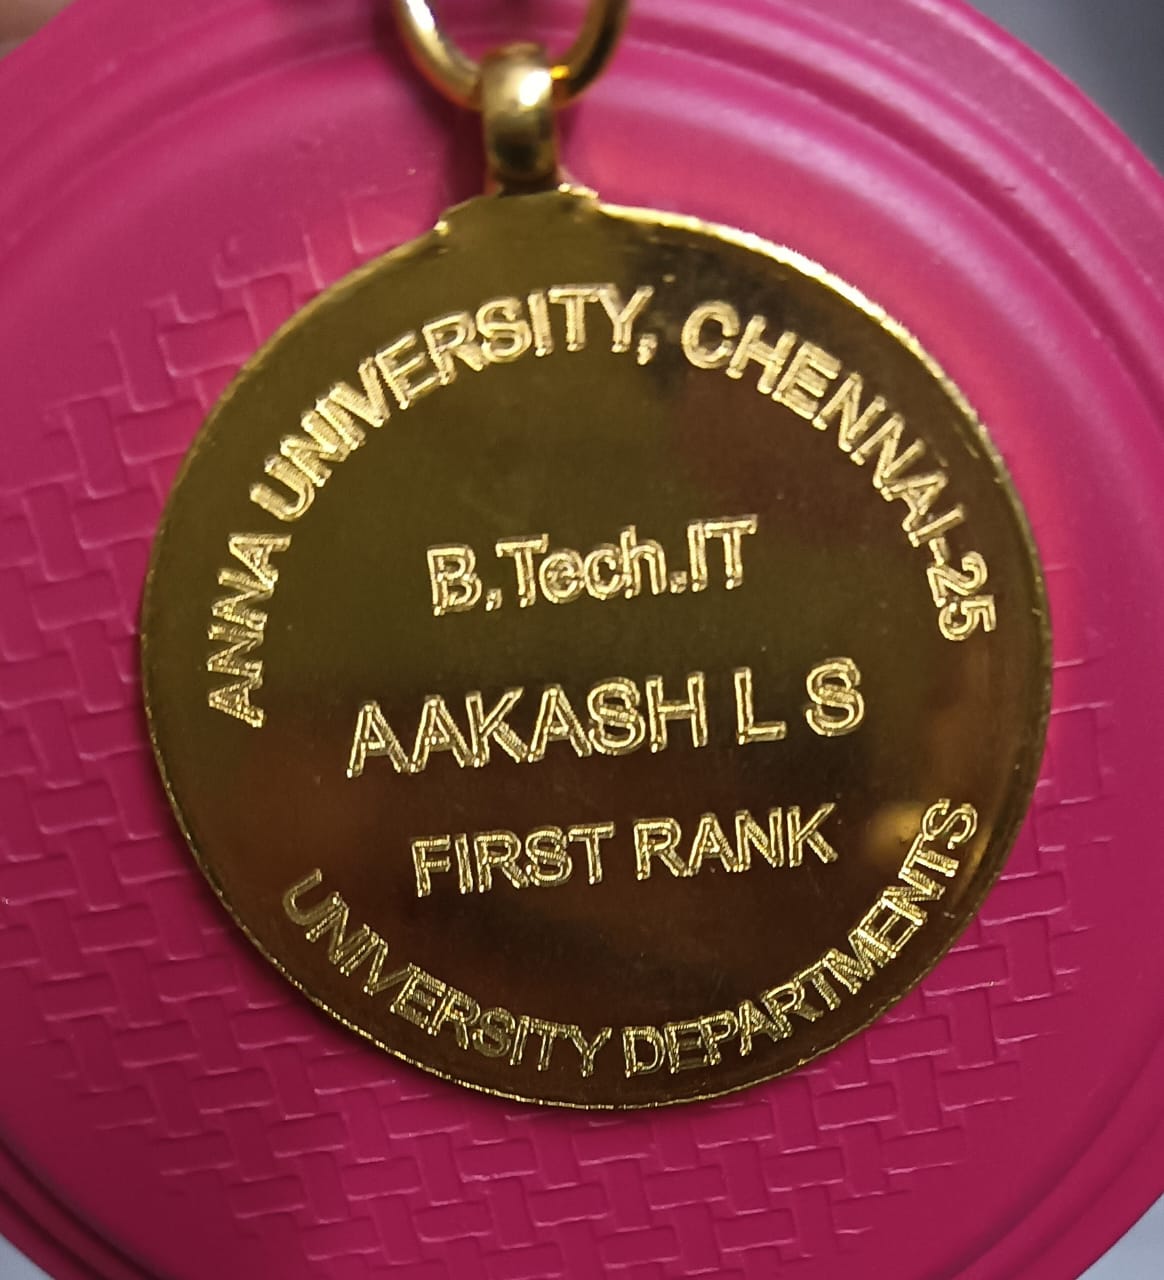 ANNA UNIVERSITY, CHENNAI-25
B.Tech.IT
AAKASH L S
FIRST RANK
UNIVERSITY DEPARTMENTS